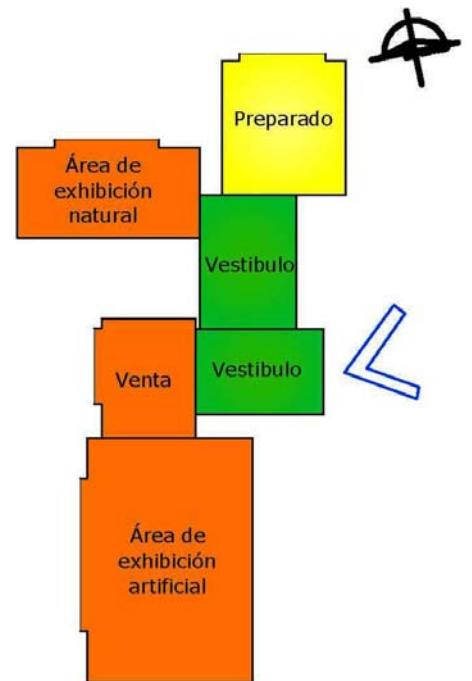 Preparado
Área de
exhibición
natural
Vestibulo
Venta
Vestibulo
Área de
exhibición
artificial